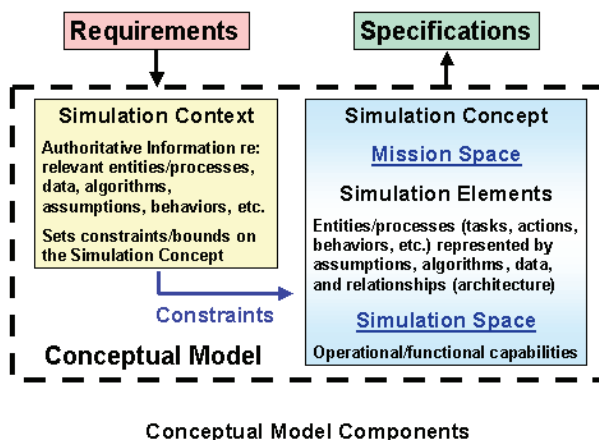 Requirements
Specifications
Simulation Context
Authoritative Information re:
relevant entities/processes,
data, algorithms,
assumptions, behaviors, etc.
Sets constraints/bounds on
the Simulation Concept
Constraints
Conceptual Model
Simulation Concept
Mission Space
Simulation Elements
Entities/processes (tasks, actions,
behaviors, etc.) represented by
assumptions, algorithms, data,
and relationships (architecture)
Simulation Space
Operational/functional capabilities
Conceptual Model Components